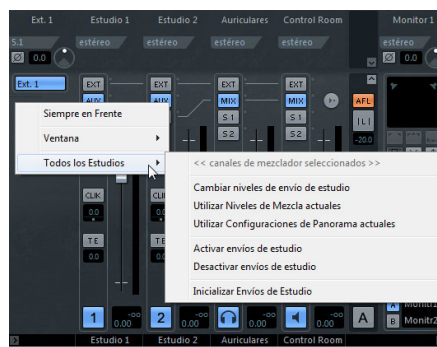 Ext. 1 Estudio 1 Estudio 2 Auriculares Control Room Monitor 1
5.1 estéreo estéreo estéreo estéreo estéreo
Ø 0.0 Ø 0.0
Ext. 1 EXT EXT EXT EXT
AUX AUX MIX MIX AFL
Siempre en Frente
S 1 S 1 L
Ventana
S 2 S 2 -20.0
Todos los Estudios
<< canales de mezclador seleccionados >>
Cambiar niveles de envío de estudio
CLIK
Utilizar Niveles de Mezcla actuales
0.0
Utilizar Configuraciones de Panorama actuales
T E
Activar envíos de estudio
0.0
Desactivar envíos de estudio
Inicializar Envíos de Estudio
1 -oo 0.00 2 -oo 0.00 -oo 0.00 -oo 0.00 A
A Monitr1
B Monitr2
Estudio 1 Estudio 2 Auriculares Control Room